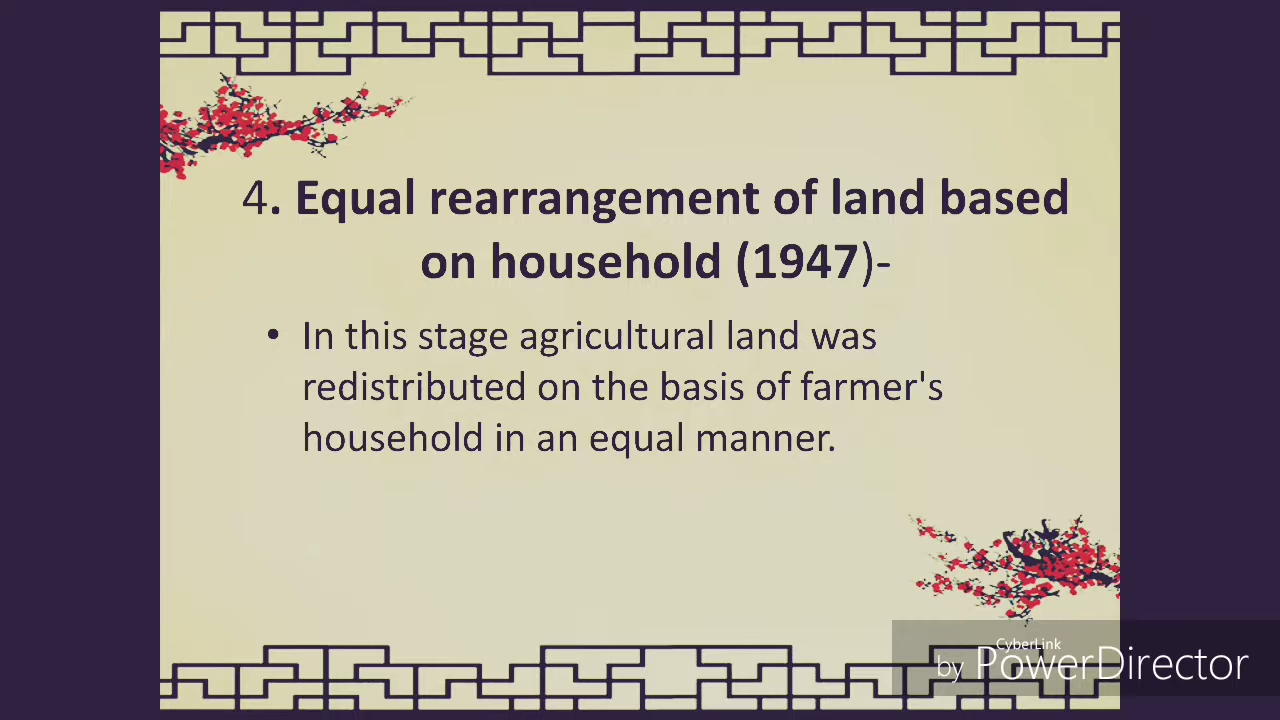 4. Equal rearrangement of land based
on household (1947)-
• In this stage agricultural land was
redistributed on the basis of farmer's
household in an equal manner.
CyberLink
by PowerDirector